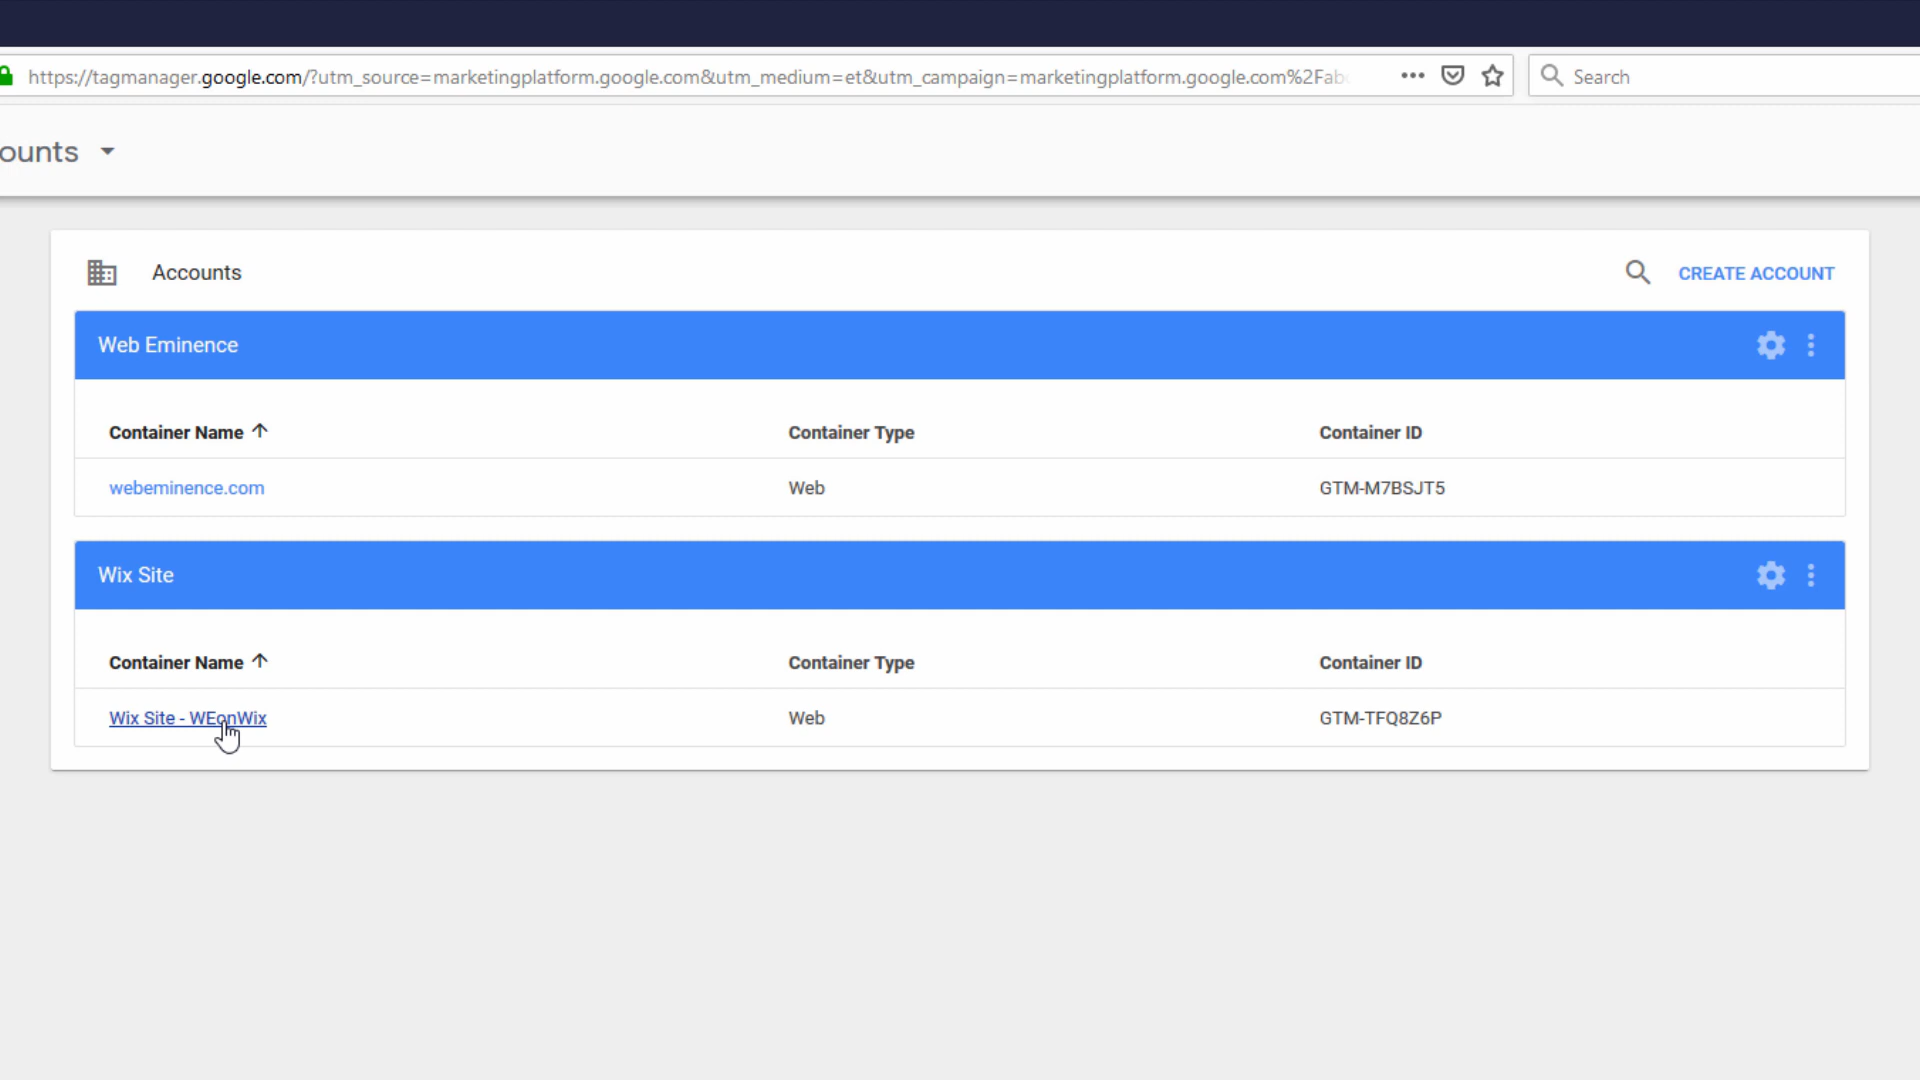 https://tagmanager.google.com/?utm_source=marketingplatform.google.com&utm_medium=et&utm_campaign=marketingplatform.google.com%2Fab
Search
ounts
Accounts
CREATE ACCOUNT
Web Eminence
Container Name Container Type Container ID
webeminence.com Web GTM-M7BSJT5
Wix Site
Container Name Container Type Container ID
Wix Site - WEonWix Web GTM-TFQ8Z6P